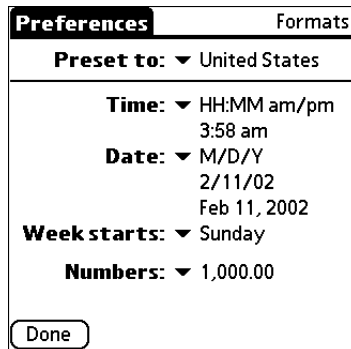 Preferences Formats
Preset to: United States
Time: HH:MM am/pm
3:58 am
Date: M/D/Y
2/11/02
Feb 11, 2002
Week starts: Sunday
Numbers: 1,000.00
Done